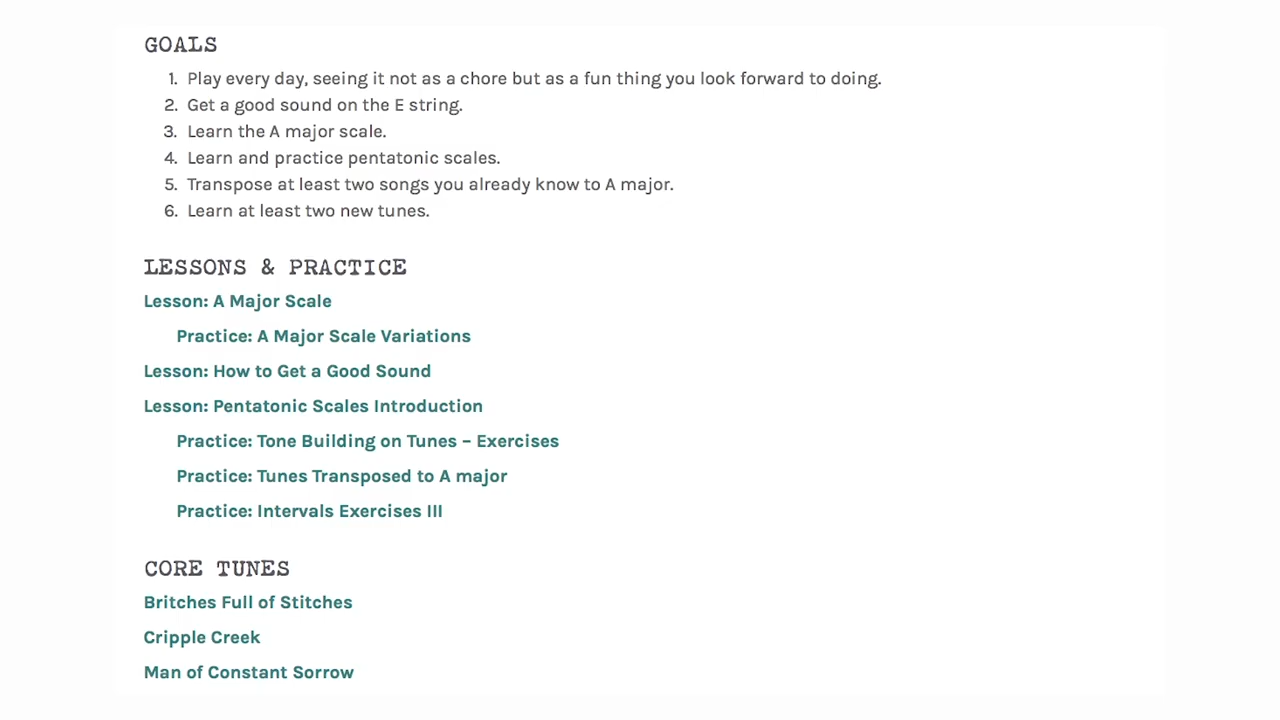 GOALS
1. Play every day, seeing it not as a chore but as a fun thing you look forward to doing.
2. Get a good sound on the E string.
3. Learn the A major scale.
4. Learn and practice pentatonic scales.
5. Transpose at least two songs you already know to A major.
6. Learn at least two new tunes.
LESSONS & PRACTICE
Lesson: A Major Scale
Practice: A Major Scale Variations
Lesson: How to Get a Good Sound
Lesson: Pentatonic Scales Introduction
Practice: Tone Building on Tunes – Exercises
Practice: Tunes Transposed to A major
Practice: Intervals Exercises III
CORE TUNES
Britches Full of Stitches
Cripple Creek
Man of Constant Sorrow